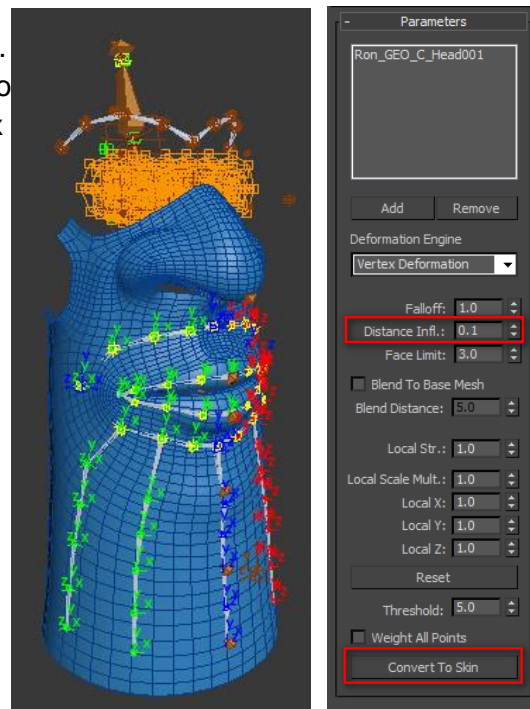 .
o
x
- Parameters
Ron_GEO_C_Head001
Add Remove
Deformation Engine
Vertex Deformation
Falloff: 1.0
Distance Infl.: 0.1
Face Limit: 3.0
Blend To Base Mesh
Blend Distance: 5.0
Local Str.: 1.0
Local Scale Mult.: 1.0
Local X: 1.0
Local Y: 1.0
Local Z: 1.0
Reset
Threshold: 5.0
Weight All Points
Convert To Skin